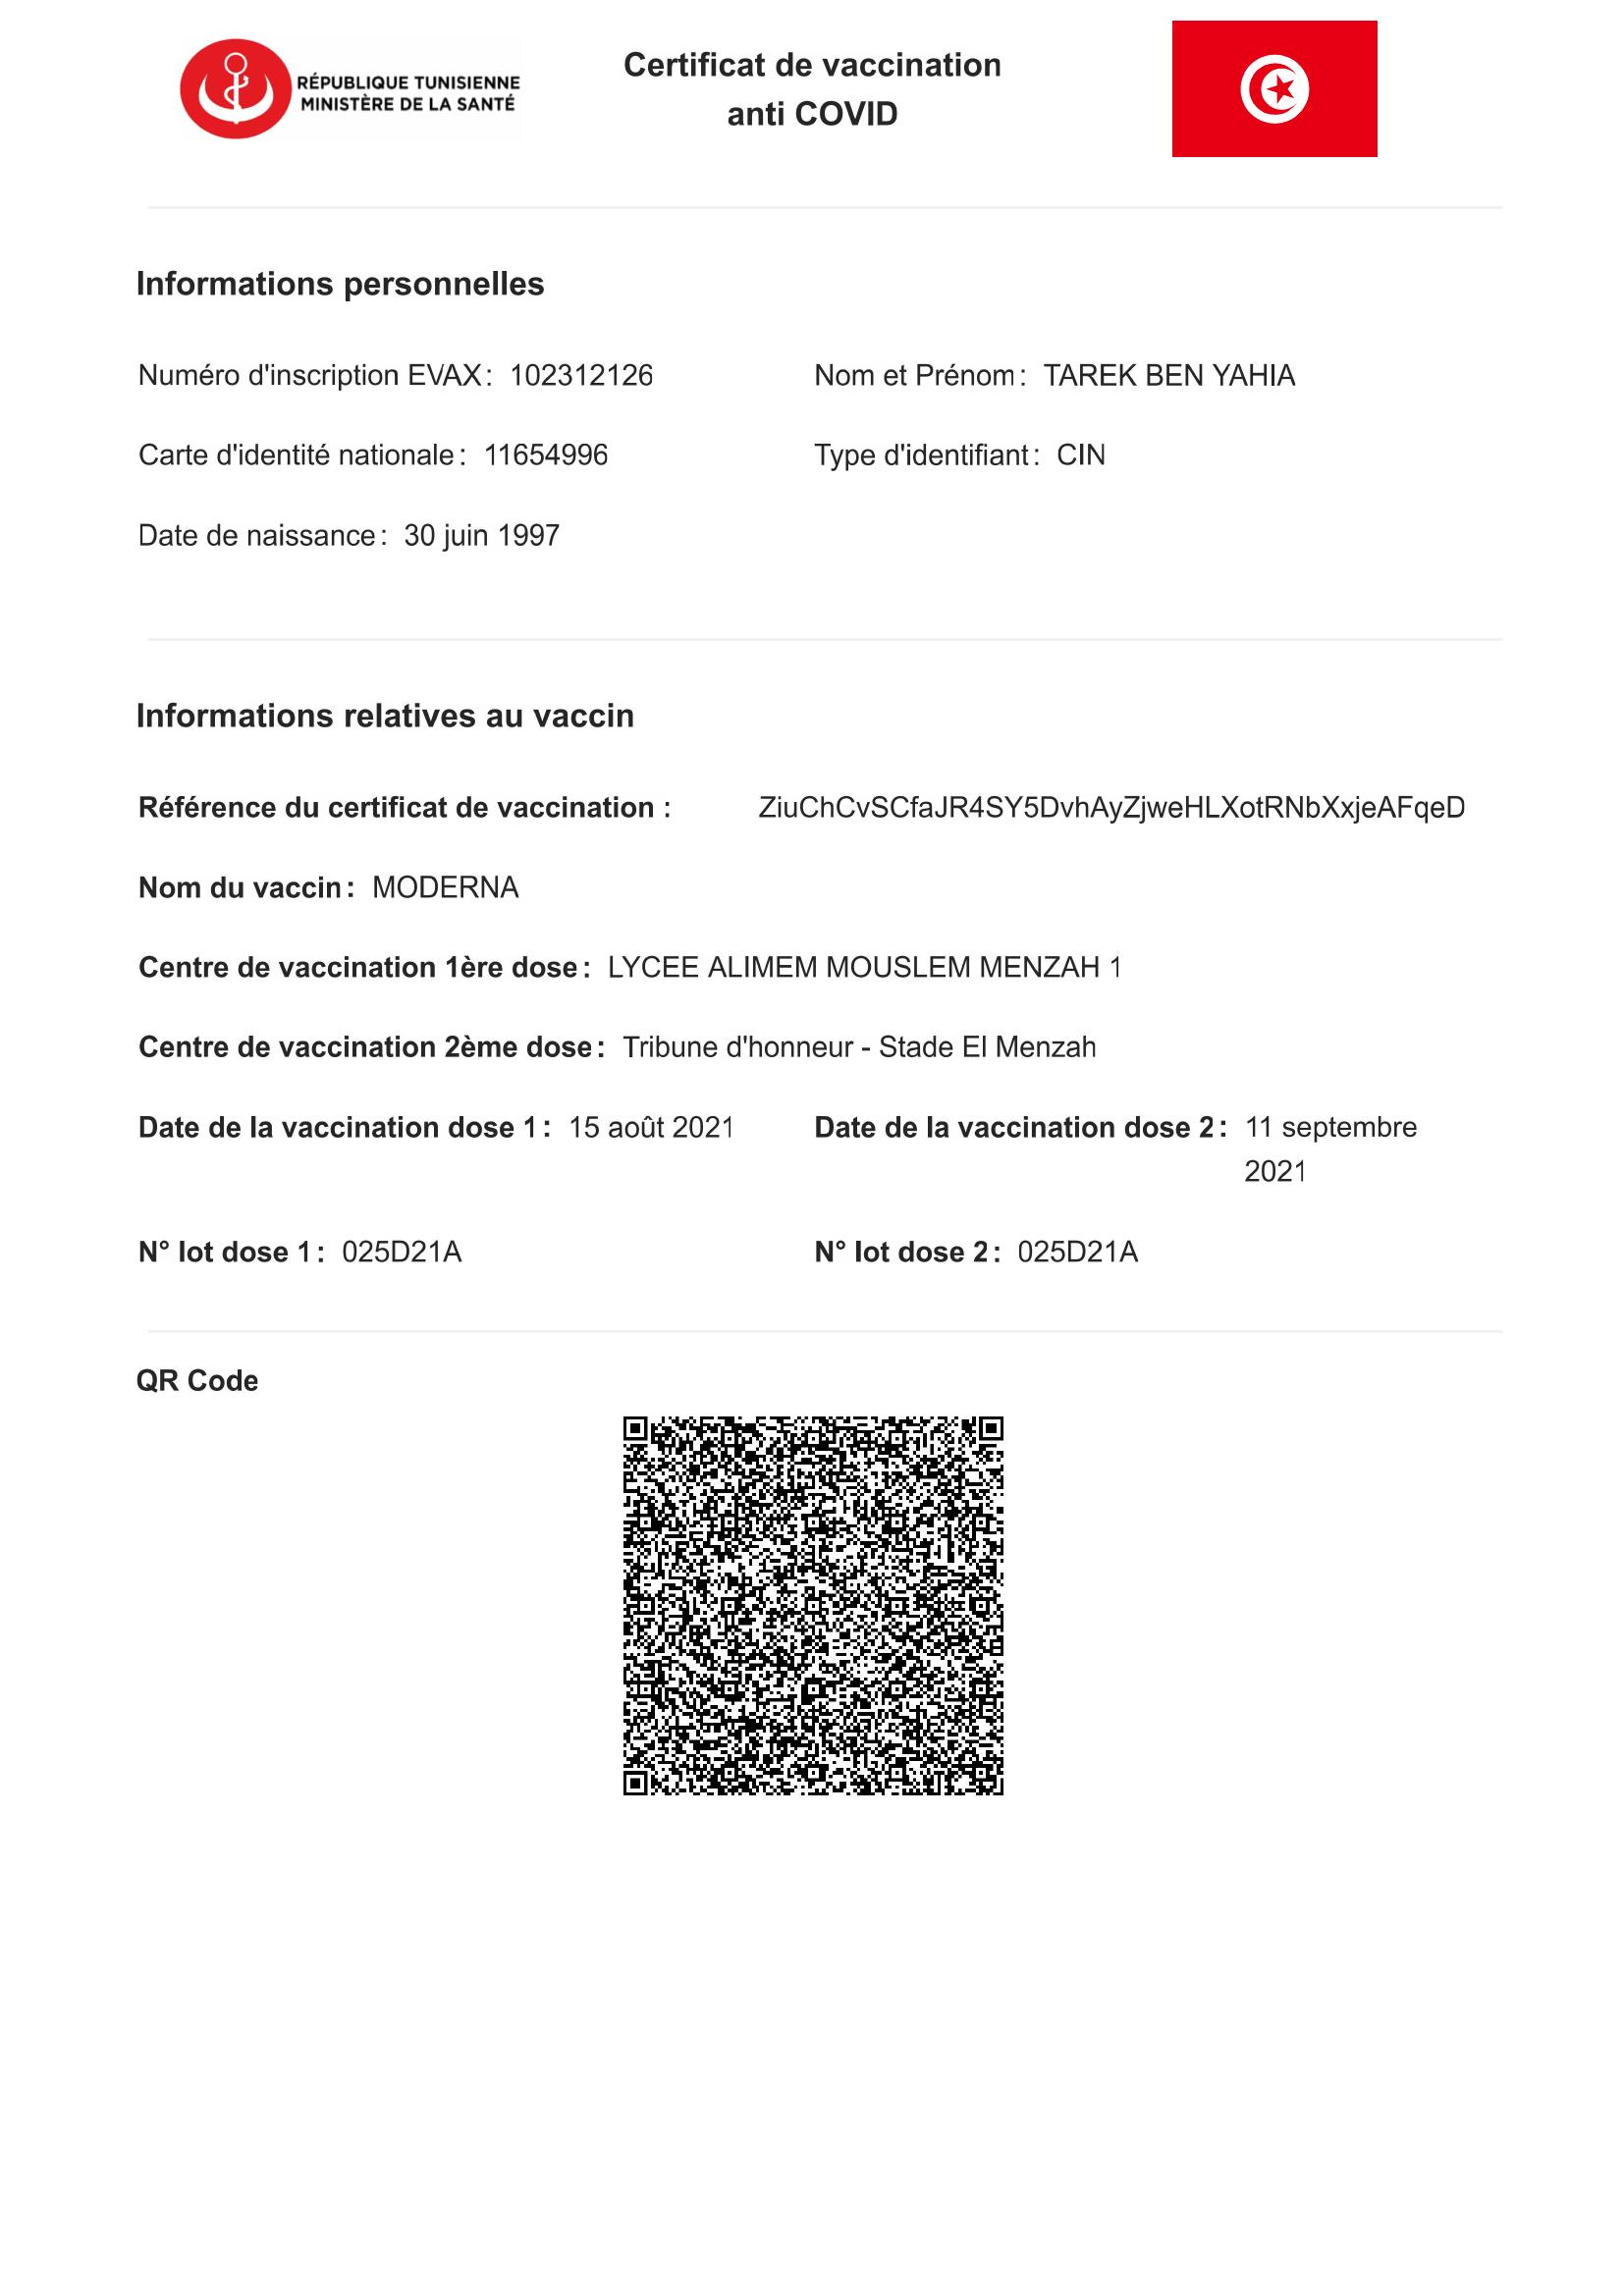 RÉPUBLIQUE TUNISIENNE
MINISTÈRE DE LA SANTÉ
Certificat de vaccination
anti COVID
Informations personnelles
Numéro d'inscription EVAX : 102312126
Nom et Prénom : TAREK BEN YAHIA
Carte d'identité nationale : 11654996
Type d'identifiant : CIN
Date de naissance : 30 juin 1997
Informations relatives au vaccin
Référence du certificat de vaccination : ZiuChCvSCfaJR4SY5DvhAyZjweHLXotRNbXxjeAFqeD
Nom du vaccin : MODERNA
Centre de vaccination 1ère dose : LYCEE ALIMEM MOUSLEM MENZAH 1
Centre de vaccination 2ème dose : Tribune d'honneur - Stade El Menzah
Date de la vaccination dose 1 : 15 août 2021
Date de la vaccination dose 2 : 11 septembre
2021
N° lot dose 1 : 025D21A
N° lot dose 2 : 025D21A
QR Code